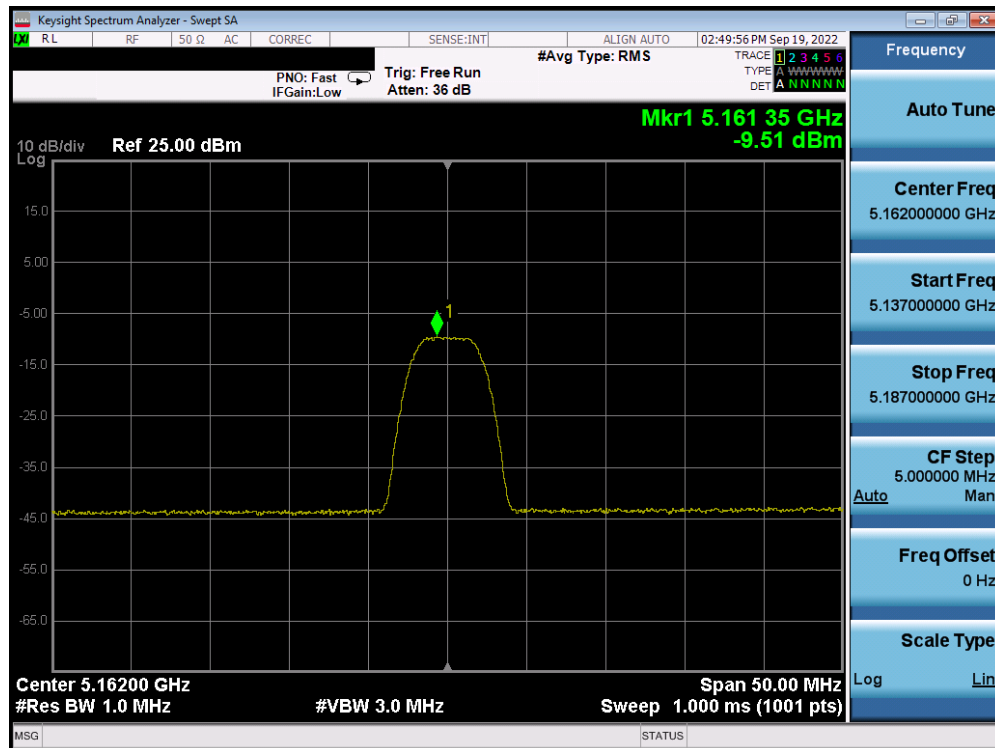 Keysight Spectrum Analyzer - Swept SA
LXI RL RF 50 Ω AC CORREC SENSE:INT ALIGN AUTO 02:49:56 PM Sep 19, 2022
#Avg Type: RMS
TRACE 1 2 3 4 5 6
TYPE A WWWWW
DET A N N N N N
PNO: Fast
IFGain:Low
Trig: Free Run
Atten: 36 dB
Mkr1 5.161 35 GHz
-9.51 dBm
10 dB/div
Log
Ref 25.00 dBm
15.0
5.00
-5.00
-15.0
-25.0
-35.0
-45.0
-55.0
-65.0
1
Center 5.16200 GHz
#Res BW 1.0 MHz
#VBW 3.0 MHz
Span 50.00 MHz
Sweep 1.000 ms (1001 pts)
MSG
STATUS
Frequency
Auto Tune
Center Freq
5.162000000 GHz
Start Freq
5.137000000 GHz
Stop Freq
5.187000000 GHz
CF Step
5.000000 MHz
Auto Man
Freq Offset
0 Hz
Scale Type
Log Lin